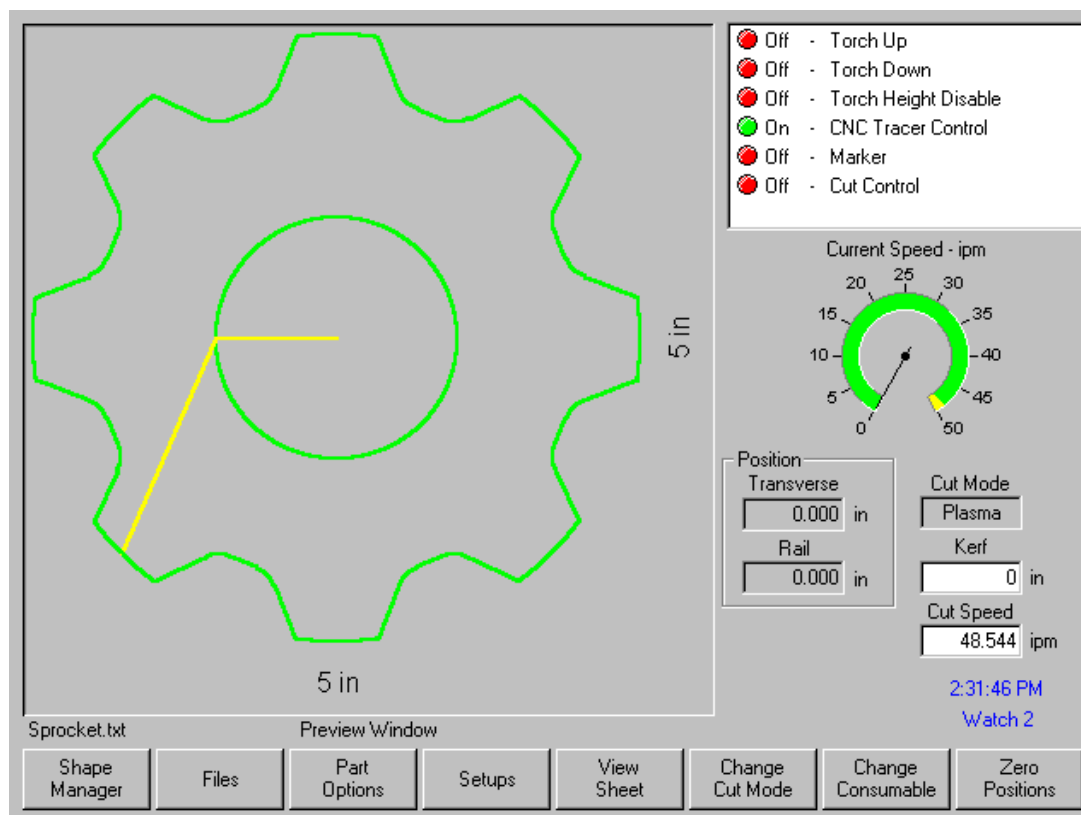 Off - Torch Up
Off - Torch Down
Off - Torch Height Disable
On - CNC Tracer Control
Off - Marker
Off - Cut Control
Current Speed - ipm
0
5
10
15
20
25
30
35
40
45
50
Position
Transverse
0.000 in
Rail
0.000 in
Cut Mode
Plasma
Kerf
0 in
Cut Speed
48.544 ipm
2:31:46 PM
Watch 2
5 in
5 in
Sprocket.txt Preview Window
Shape
Manager
Files
Part
Options
Setups
View
Sheet
Change
Cut Mode
Change
Consumable
Zero
Positions